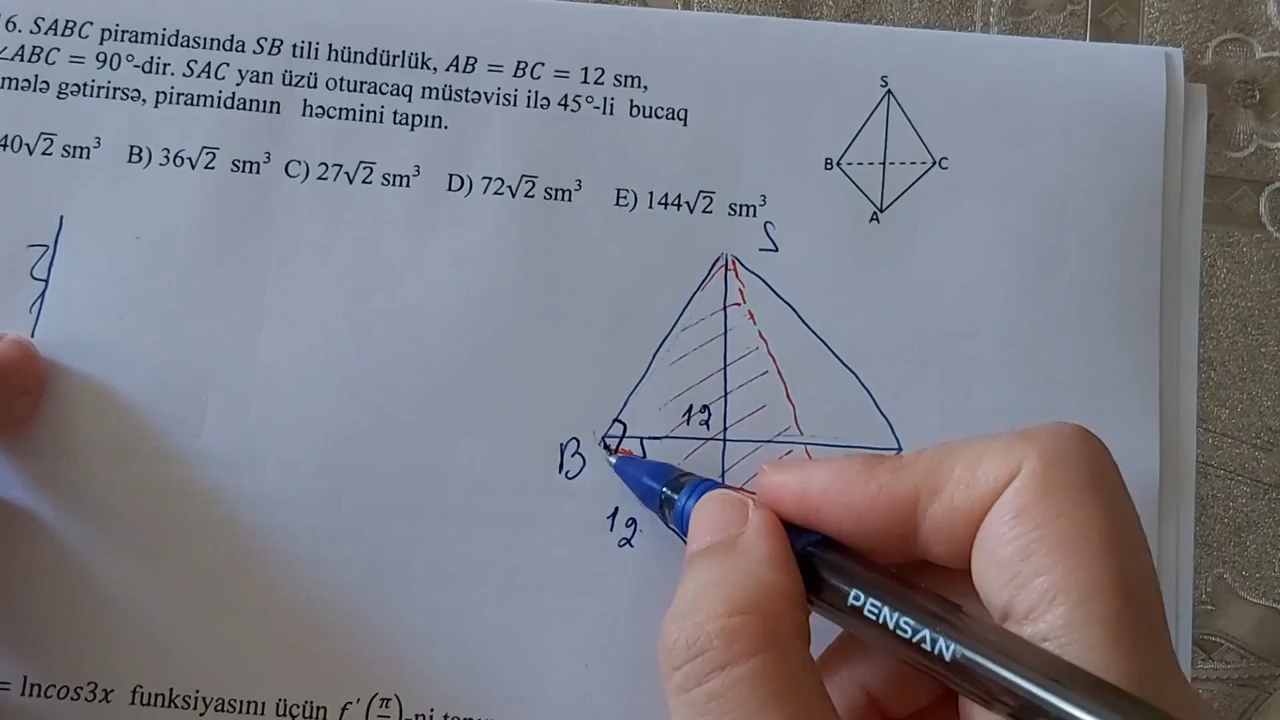 6. SABC piramidasında SB tili hündürlük, AB = BC = 12 sm,
∠ABC = 90°-dir. SAC yan üzü oturacaq müstəvisi ilə 45°-li bucaq
mələ gətirirsə, piramidanın həcmini tapın.
40√2 sm³ B) 36√2 sm³ C) 27√2 sm³ D) 72√2 sm³ E) 144√2 sm³
S
B
C
A
S
12
B
12
PENSAN
= lncos3x funksiyasını üçün f′(π